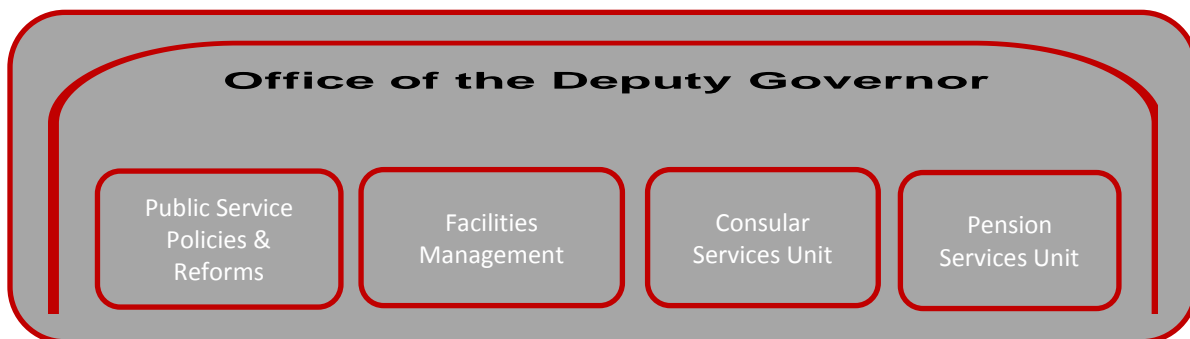 Office of the Deputy Governor
Public Service
Policies &
Reforms
Facilities
Management
Consular
Services Unit
Pension
Services Unit